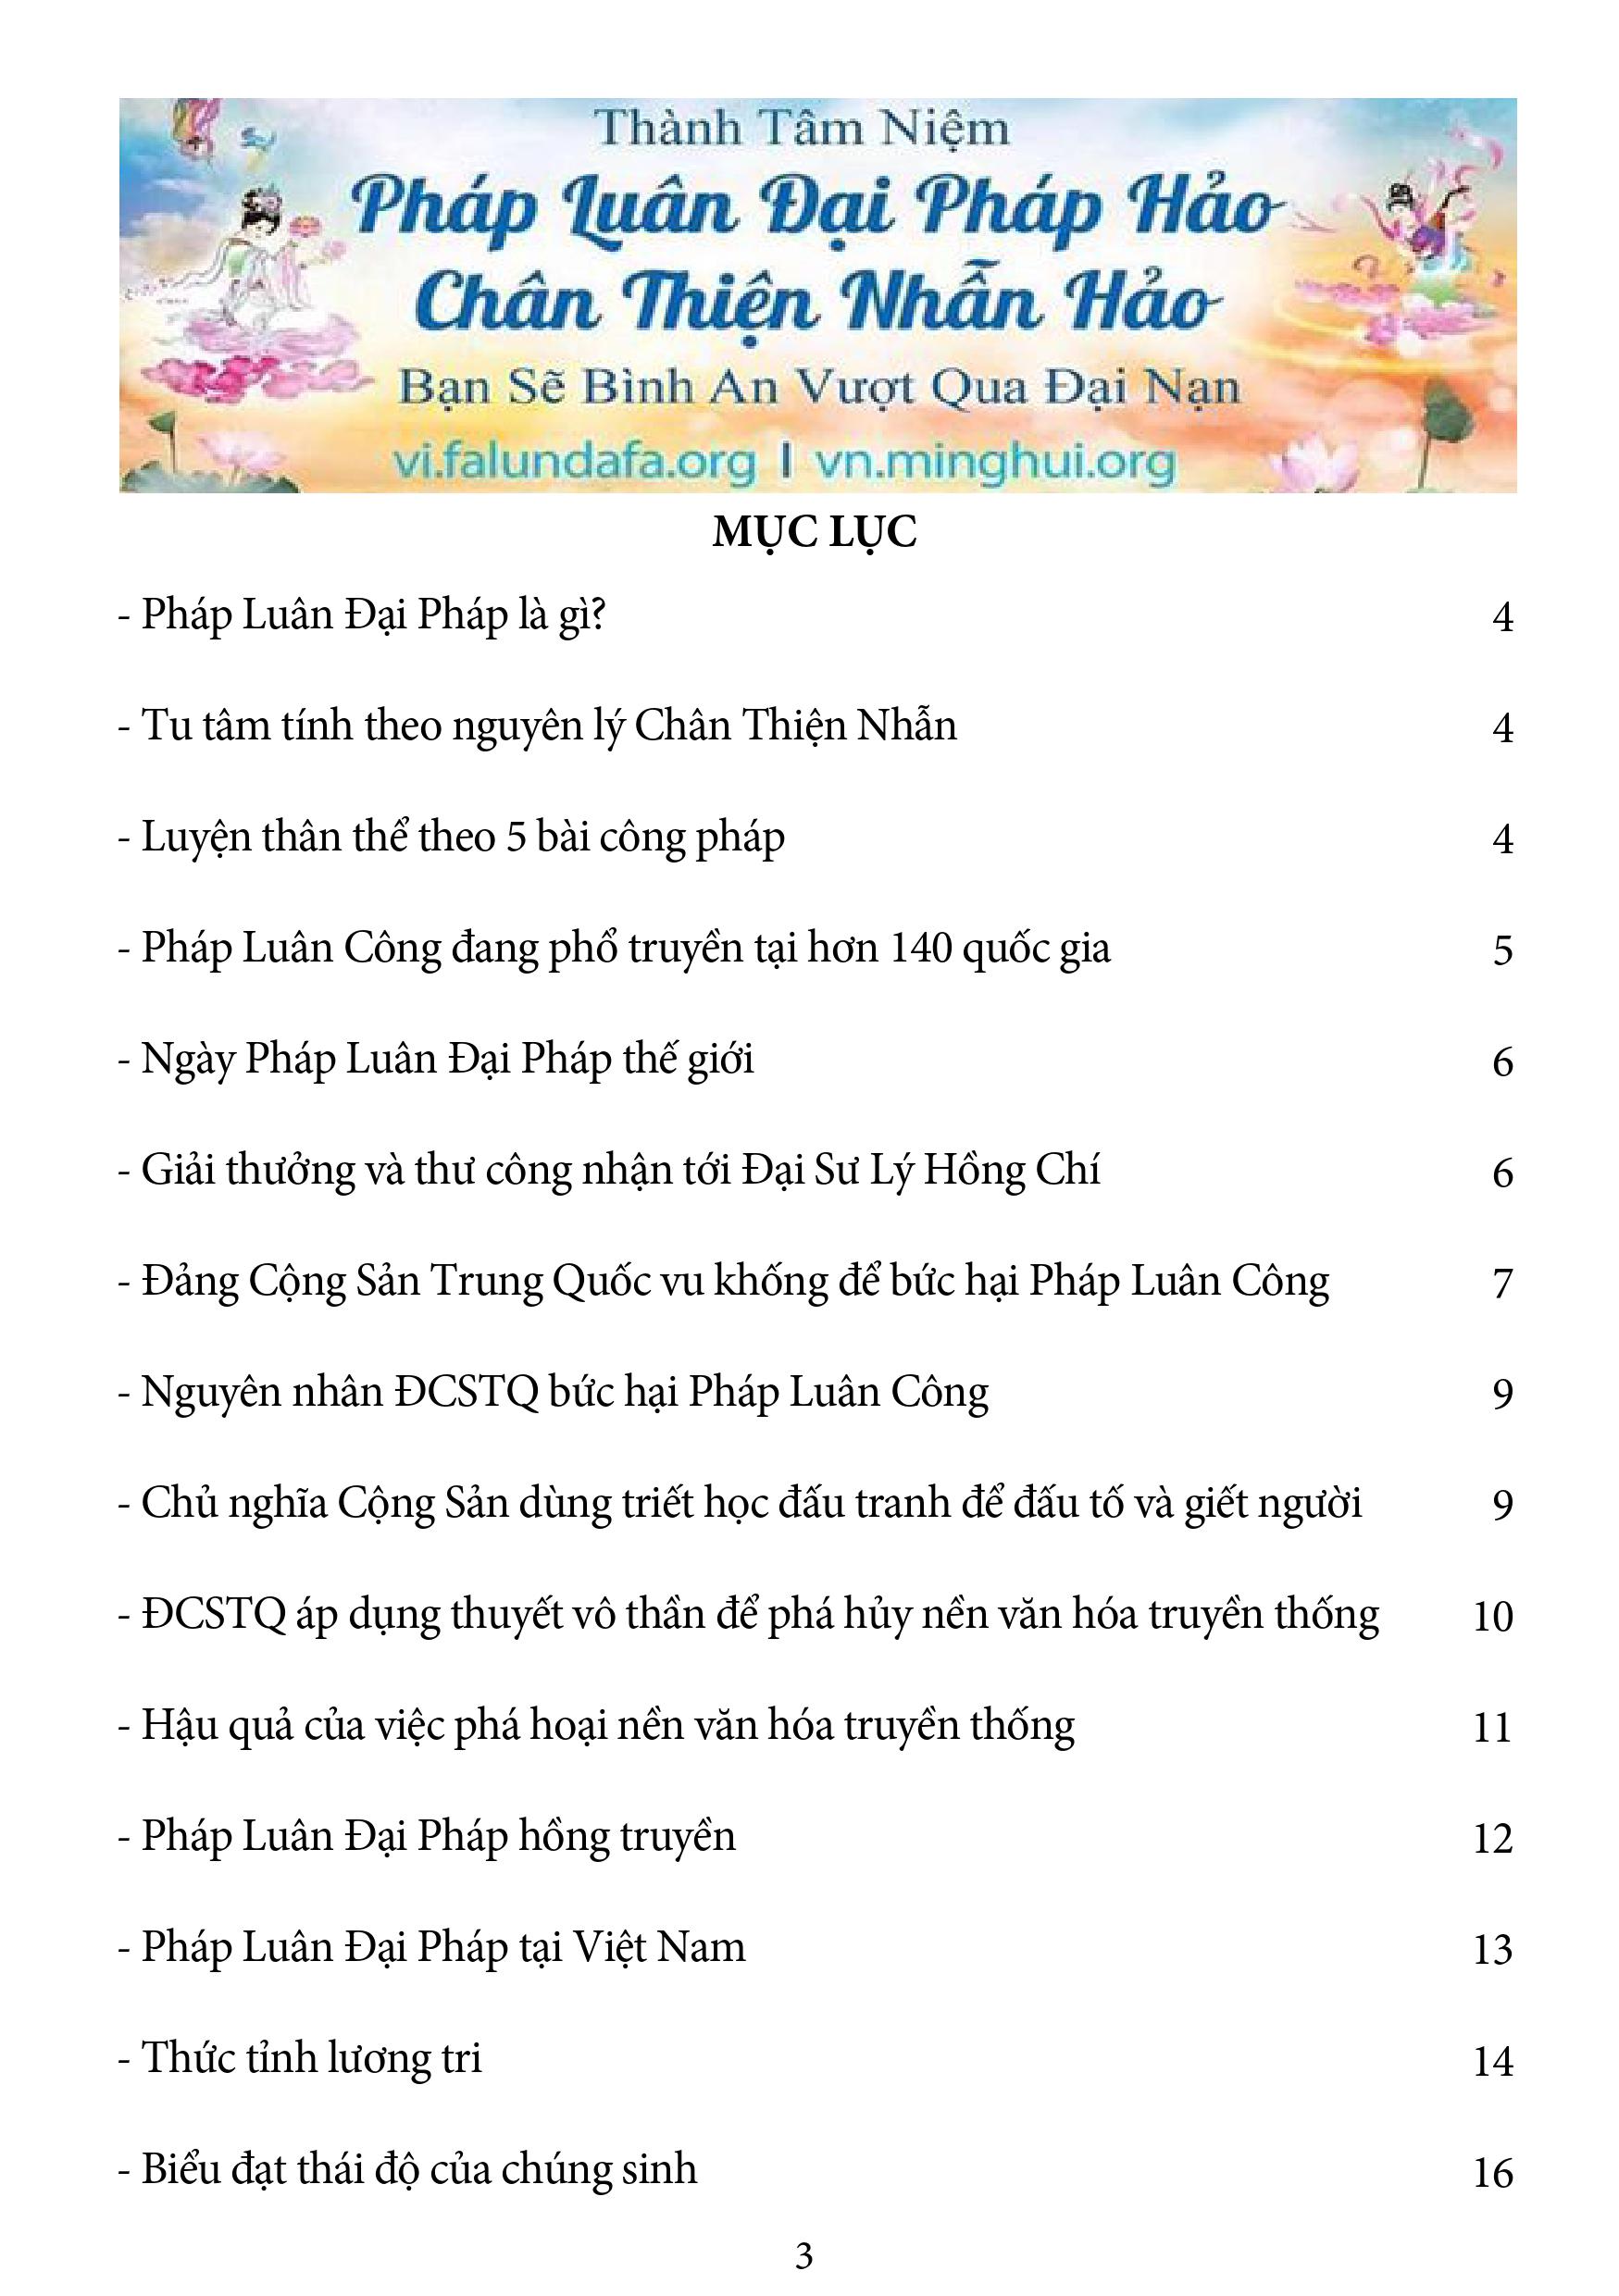 Thành Tâm Niệm
Pháp Luân Đại Pháp Hảo
Chân Thiện Nhẫn Hảo
Bạn Sẽ Bình An Vượt Qua Đại Nạn
vi.falundafa.org | vn.minghui.org
MỤC LỤC
- Pháp Luân Đại Pháp là gì? 4
- Tu tâm tính theo nguyên lý Chân Thiện Nhẫn 4
- Luyện thân thể theo 5 bài công pháp 4
- Pháp Luân Công đang phổ truyền tại hơn 140 quốc gia 5
- Ngày Pháp Luân Đại Pháp thế giới 6
- Giải thưởng và thư công nhận tới Đại Sư Lý Hồng Chí 6
- Đảng Cộng Sản Trung Quốc vu khống để bức hại Pháp Luân Công 7
- Nguyên nhân ĐCSTQ bức hại Pháp Luân Công 9
- Chủ nghĩa Cộng Sản dùng triết học đấu tranh để đấu tố và giết người 9
- ĐCSTQ áp dụng thuyết vô thần để phá hủy nền văn hóa truyền thống 10
- Hậu quả của việc phá hoại nền văn hóa truyền thống 11
- Pháp Luân Đại Pháp hồng truyền 12
- Pháp Luân Đại Pháp tại Việt Nam 13
- Thức tỉnh lương tri 14
- Biểu đạt thái độ của chúng sinh 16
3